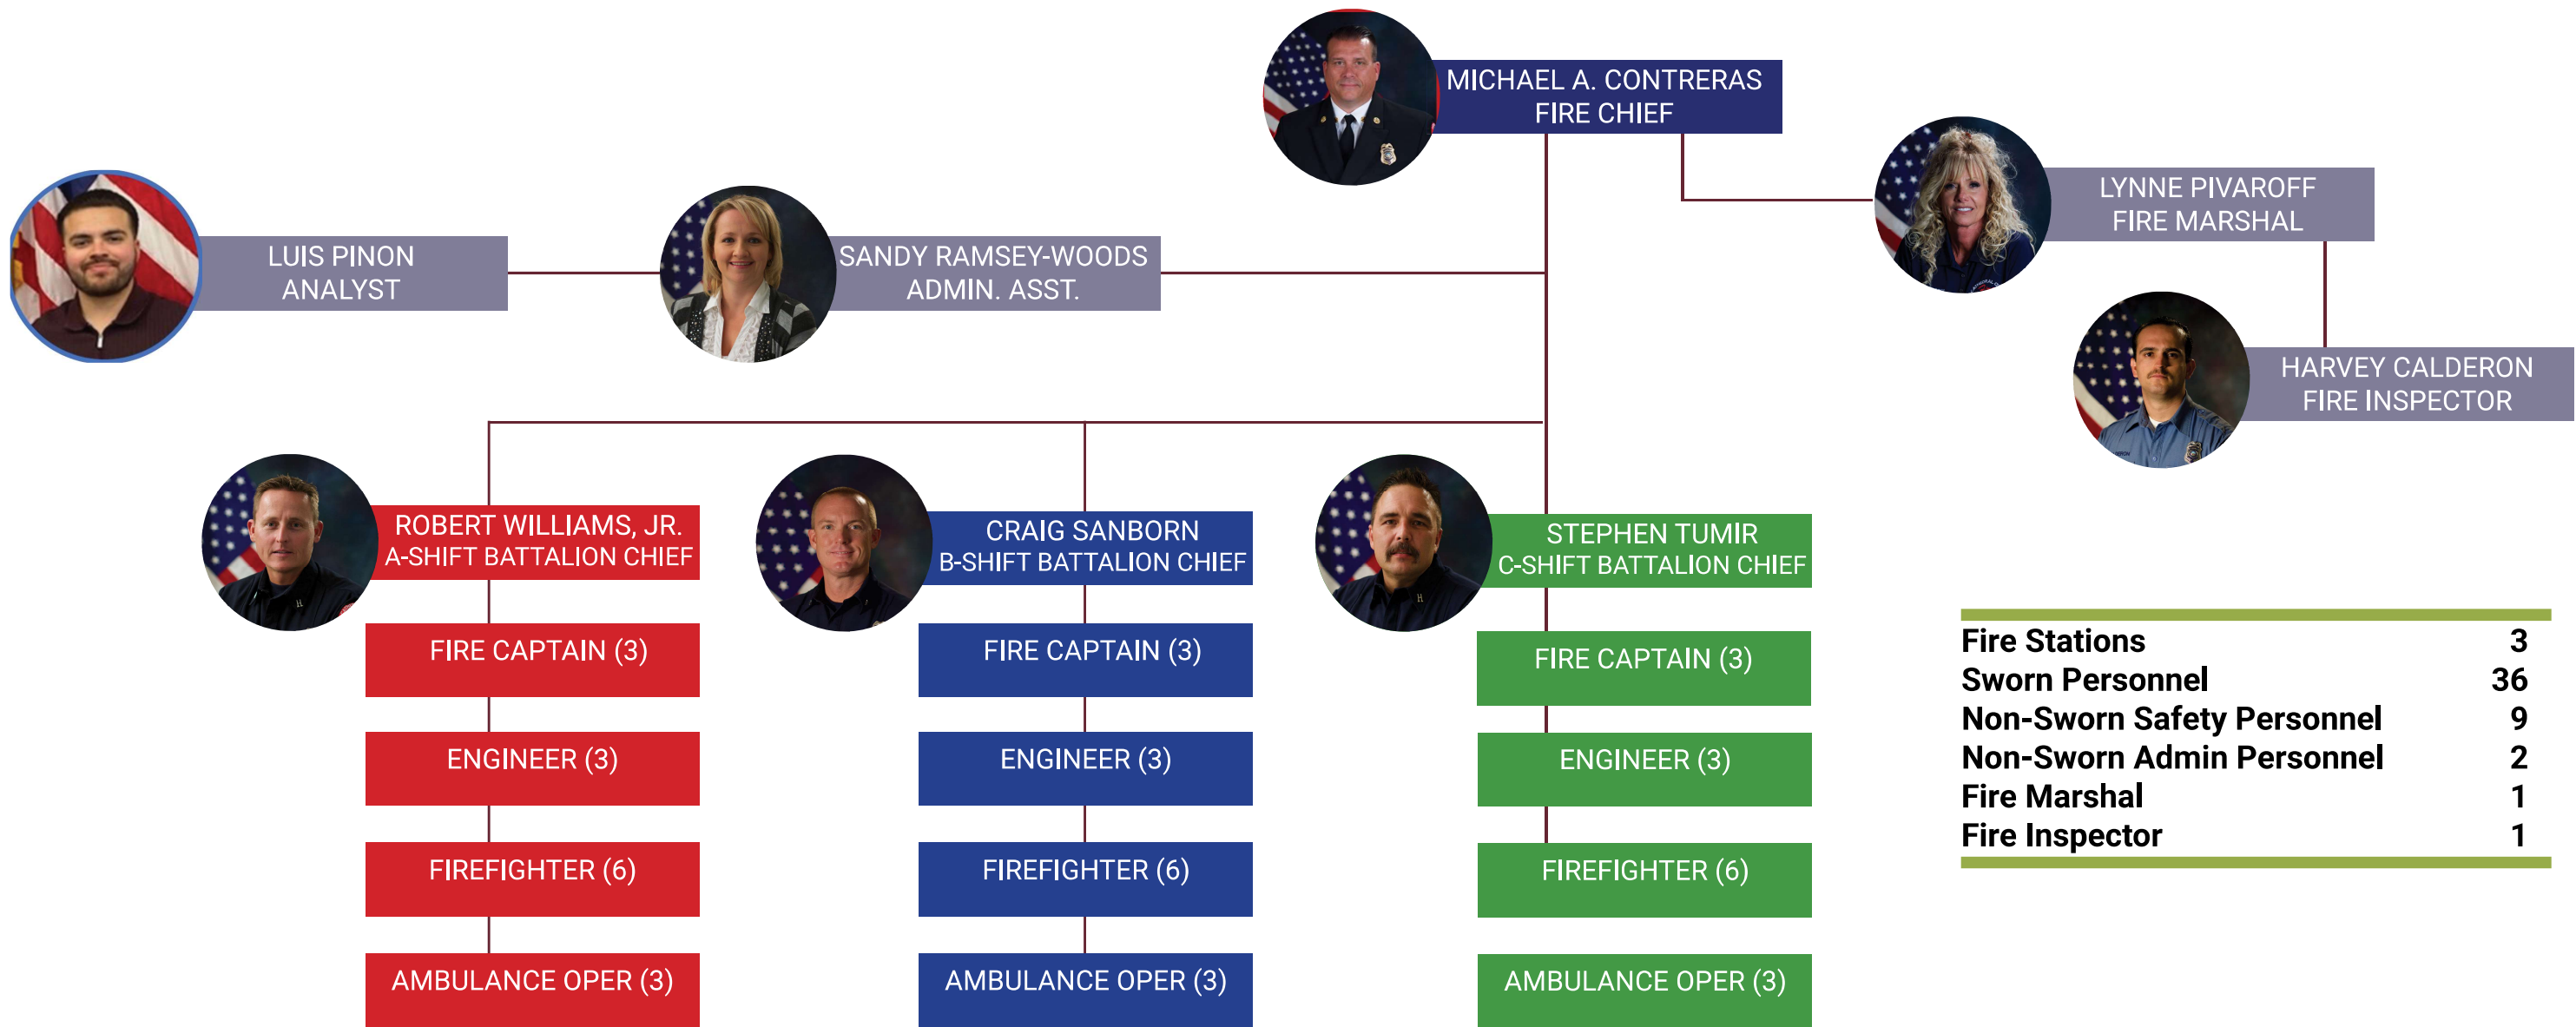 MICHAEL A. CONTRERAS
FIRE CHIEF
LYNNE PIVAROFF
FIRE MARSHAL
LUIS PINON
ANALYST
SANDY RAMSEY-WOODS
ADMIN. ASST.
HARVEY CALDERON
FIRE INSPECTOR
ROBERT WILLIAMS, JR.
A-SHIFT BATTALION CHIEF
FIRE CAPTAIN (3)
ENGINEER (3)
FIREFIGHTER (6)
AMBULANCE OPER (3)
CRAIG SANBORN
B-SHIFT BATTALION CHIEF
FIRE CAPTAIN (3)
ENGINEER (3)
FIREFIGHTER (6)
AMBULANCE OPER (3)
STEPHEN TUMIR
C-SHIFT BATTALION CHIEF
FIRE CAPTAIN (3)
ENGINEER (3)
FIREFIGHTER (6)
AMBULANCE OPER (3)
Fire Stations 3
Sworn Personnel 36
Non-Sworn Safety Personnel 9
Non-Sworn Admin Personnel 2
Fire Marshal 1
Fire Inspector 1